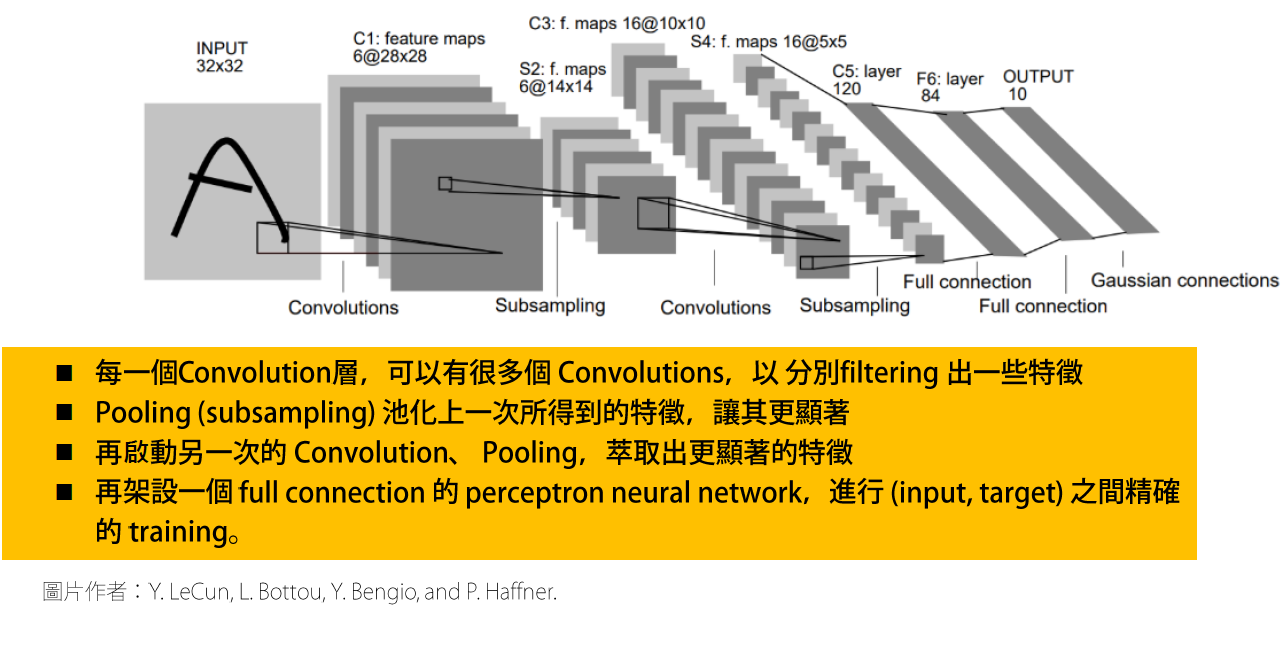 INPUT
32x32
C1: feature maps
6@28x28
S2: f. maps
6@14x14
C3: f. maps 16@10x10
S4: f. maps 16@5x5
C5: layer
120
F6: layer
84
OUTPUT
10
Convolutions
Subsampling
Convolutions
Subsampling
Full connection
Full connection
Gaussian connections
■ 每一個Convolution層，可以有很多個 Convolutions，以 分別filtering 出一些特徵
■ Pooling (subsampling) 池化上一次所得到的特徵，讓其更顯著
■ 再啟動另一次的 Convolution、 Pooling，萃取出更顯著的特徵
■ 再架設一個 full connection 的 perceptron neural network，進行 (input, target) 之間精確
的 training。
圖片作者：Y. LeCun, L. Bottou, Y. Bengio, and P. Haffner.